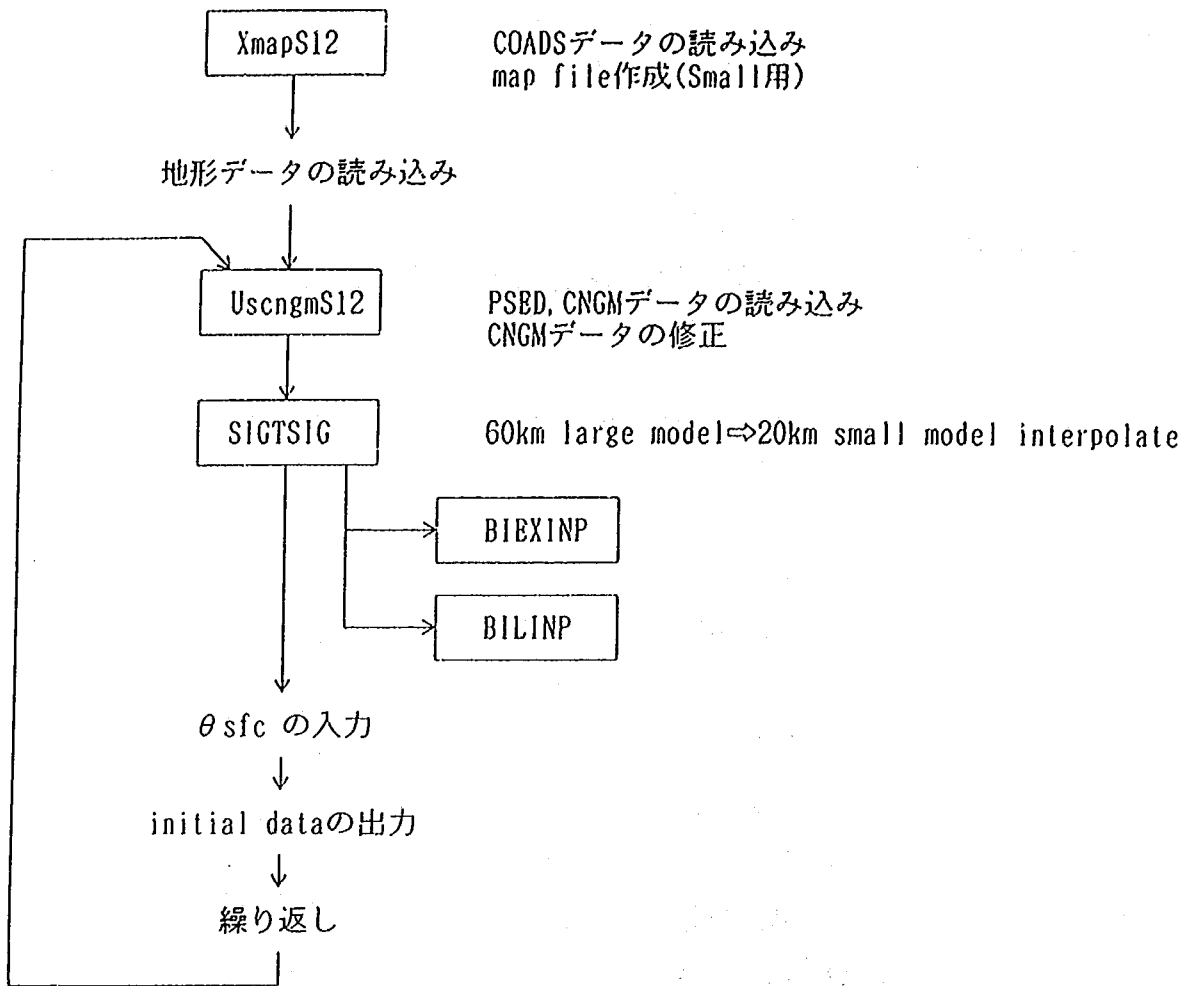 XmapS12
COADSデータの読み込み
map file作成(Small用)
地形データの読み込み
UscngmS12
PSED,CNGMデータの読み込み
CNGMデータの修正
SIGTSIG
60km large model⇨20km small model interpolate
BIEXINP
BILINP
θsfc の入力
initial dataの出力
繰り返し